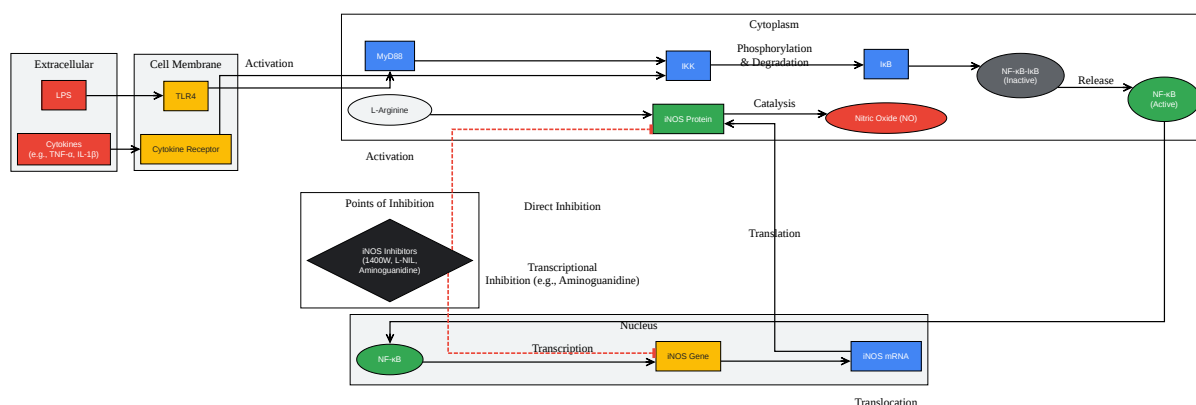 Cytoplasm
Extracellular
Cell Membrane
Activation
MyD88
IKK
Phosphorylation
& Degradation
IκB
NF-κB-IκB
(Inactive)
Release
NF-κB
(Active)
LPS
TLR4
L-Arginine
iNOS Protein
Catalysis
Nitric Oxide (NO)
Cytokines
(e.g., TNF-α, IL-1β)
Cytokine Receptor
Activation
Points of Inhibition
Direct Inhibition
iNOS Inhibitors
(1400W, L-NIL,
Aminoguanidine)
Transcriptional
Inhibition (e.g., Aminoguanidine)
Translation
Nucleus
NF-κB
Transcription
iNOS Gene
iNOS mRNA
Translocation